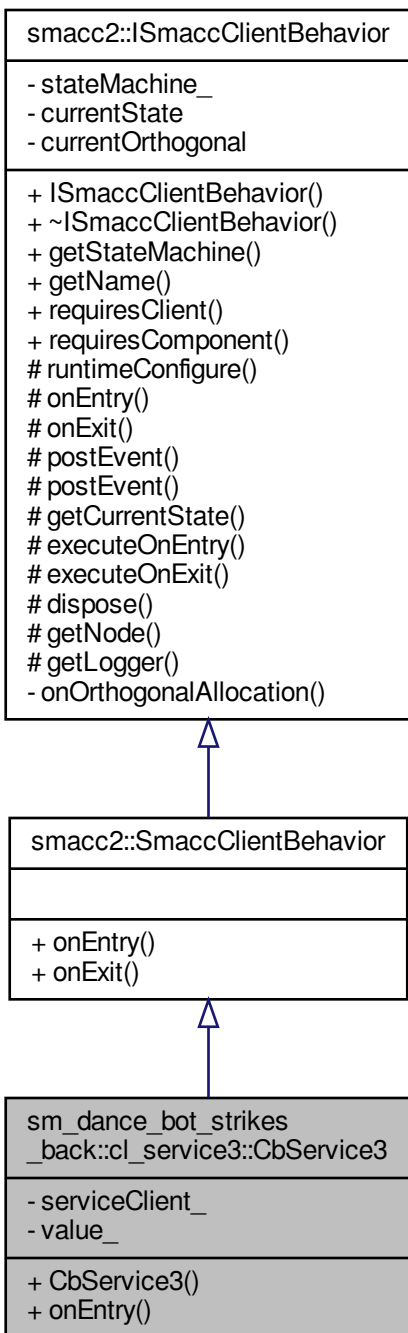 smacc2::ISmaccClientBehavior
- stateMachine_
- currentState
- currentOrthogonal
+ ISmaccClientBehavior()
+ ~ISmaccClientBehavior()
+ getStateMachine()
+ getName()
+ requiresClient()
+ requiresComponent()
# runtimeConfigure()
# onEntry()
# onExit()
# postEvent()
# postEvent()
# getCurrentState()
# executeOnEntry()
# executeOnExit()
# dispose()
# getNode()
# getLogger()
- onOrthogonalAllocation()
smacc2::SmaccClientBehavior
+ onEntry()
+ onExit()
sm_dance_bot_strikes
_back::cl_service3::CbService3
- serviceClient_
- value_
+ CbService3()
+ onEntry()